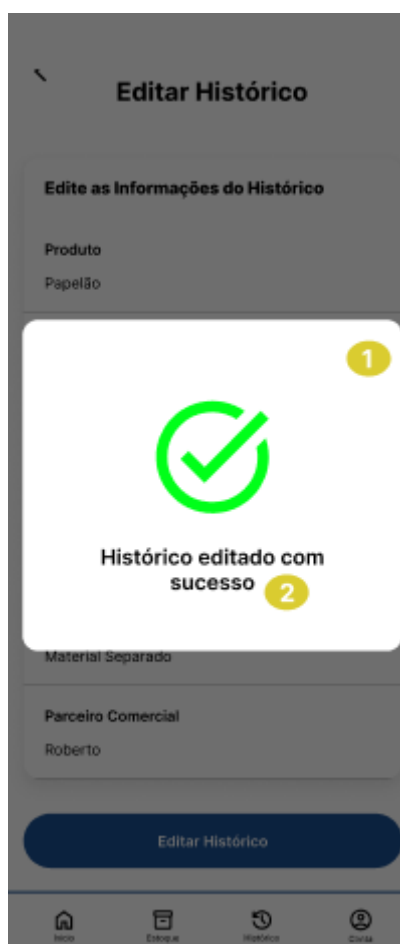 Editar Histórico
Edite as Informações do Histórico
Produto
Papelão
1
Histórico editado com
sucesso 2
Material Separado
Parceiro Comercial
Roberto
Editar Histórico
Início Estoque Histórico Conta